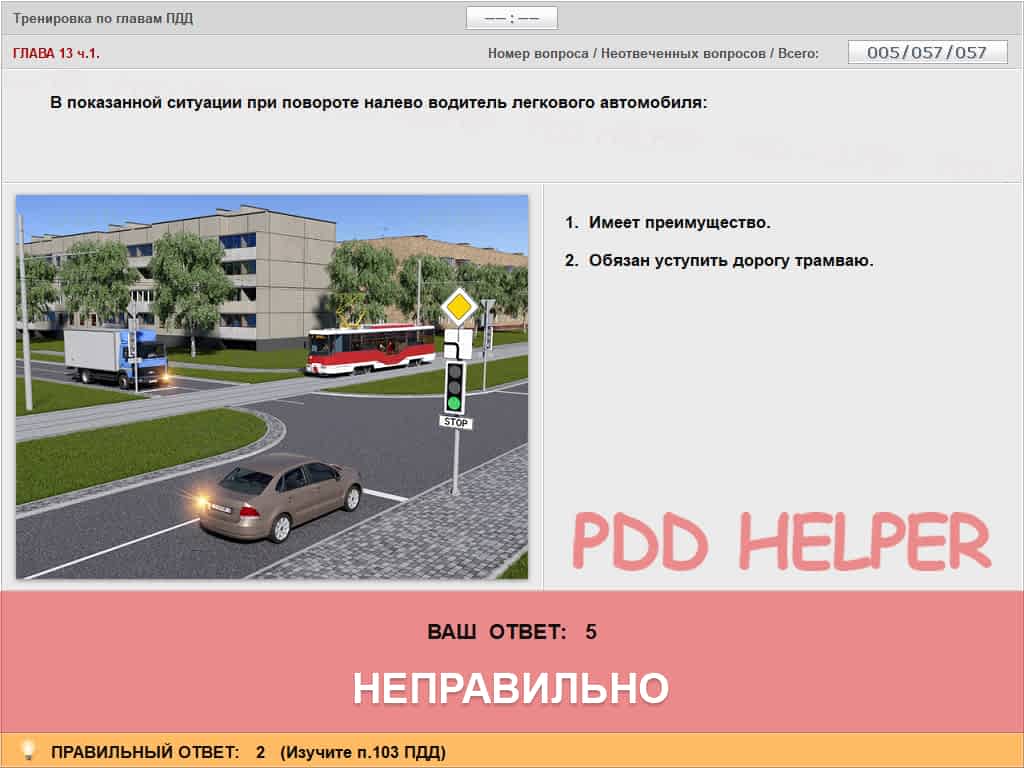 Тренировка по главам ПДД
—— : ——
ГЛАВА 13 ч.1.
Номер вопроса / Неотвеченных вопросов / Всего: 005/057/057
В показанной ситуации при повороте налево водитель легкового автомобиля:
1. Имеет преимущество.
2. Обязан уступить дорогу трамваю.
STOP
PDD HELPER
ВАШ ОТВЕТ: 5
НЕПРАВИЛЬНО
ПРАВИЛЬНЫЙ ОТВЕТ: 2 (Изучите п.103 ПДД)